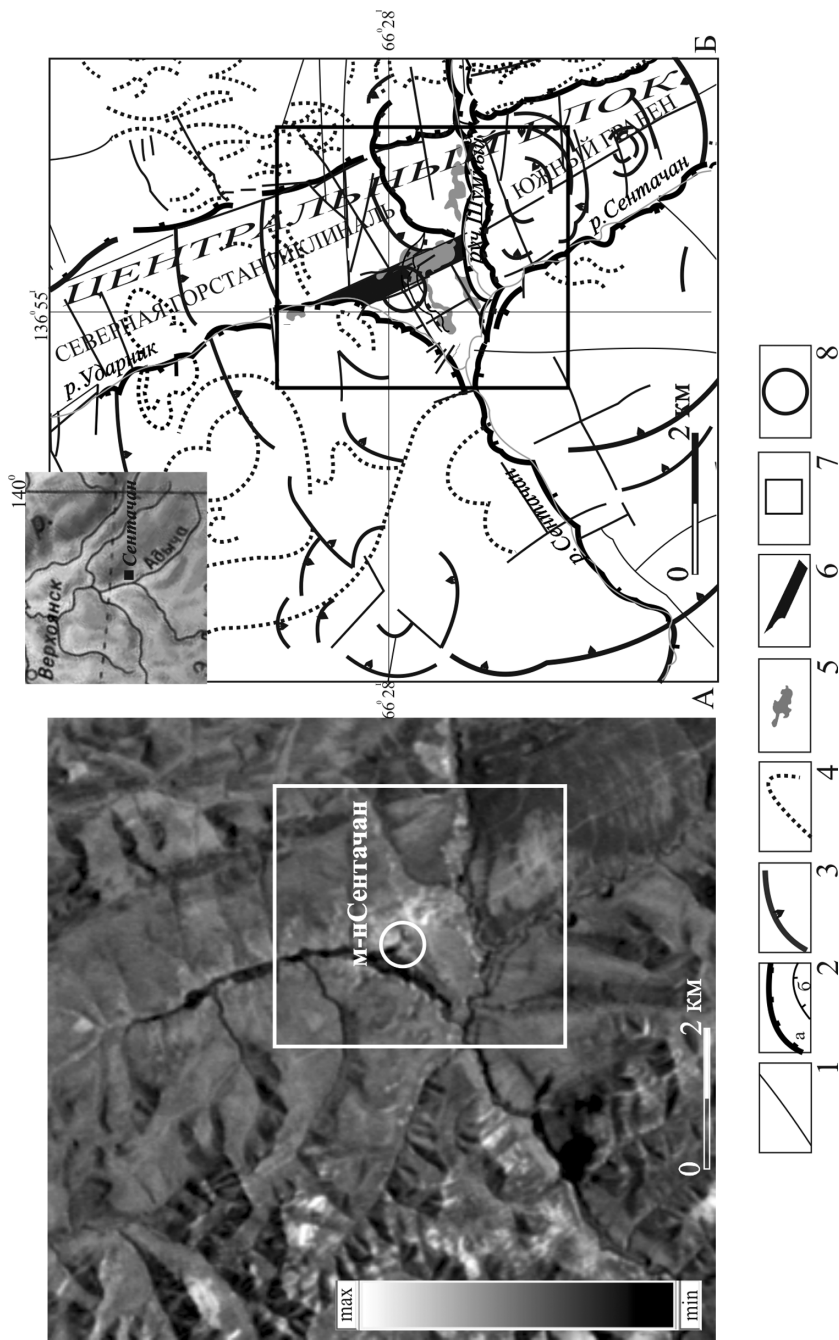 max
min
м-нСентачан
0
2 км
А
140°
Верхоянск
Сентачан
Адыча
136°55'
66°28'
66°28'
р.Ударник
СЕВЕРНАЯ ГОРСТАНТИКЛИНАЛЬ
ЦЕНТРАЛЬНЫЙ БЛОК
руч. Шумный
ЮЖНЫЙ ГРАБЕН
р.Сентачан
р.Сентачан
0
2 км
Б
а
б
1
2
3
4
5
6
7
8